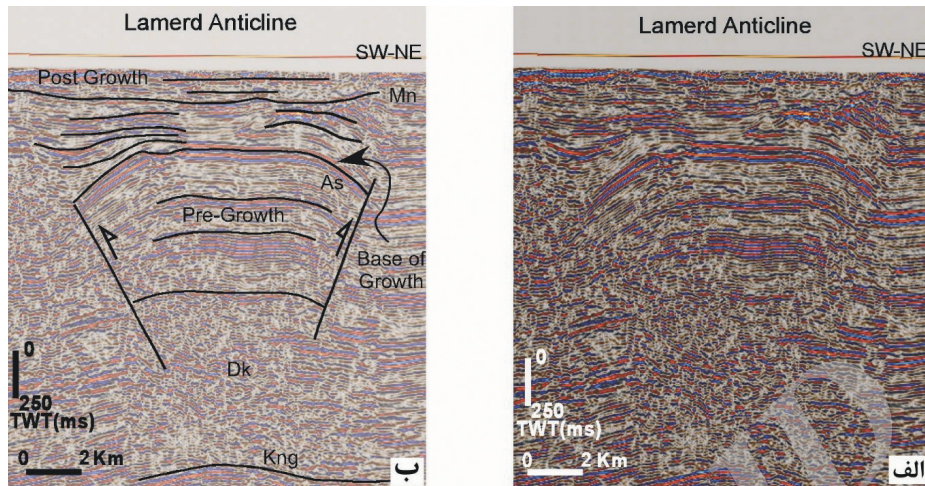 Lamerd Anticline
SW-NE
Post Growth
Mn
As
Pre-Growth
Base of
Growth
Dk
0
250
TWT(ms)
0 2 Km
Kng
ب
Lamerd Anticline
SW-NE
0
250
TWT(ms)
0 2 Km
الف